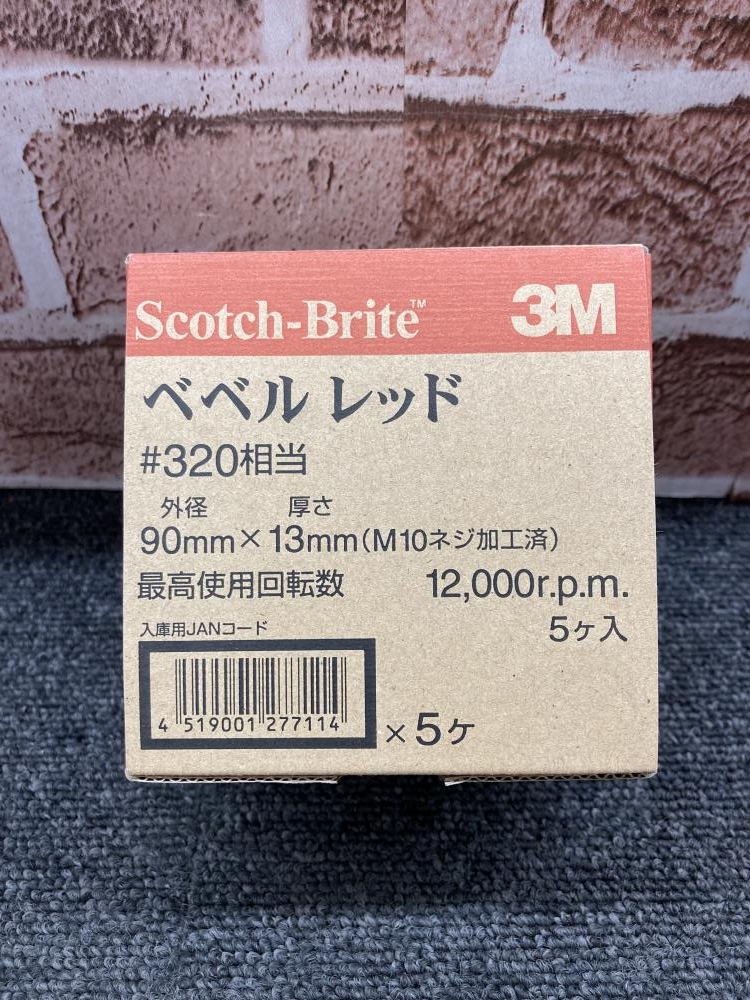 Scotch-Brite™ 3M
ベベル レッド
#320相当
外径 厚さ
90mm×13mm(M10ネジ加工済)
最高使用回転数 12,000r.p.m.
5ヶ入
入庫用JANコード
4 519001 277114
×5ケ